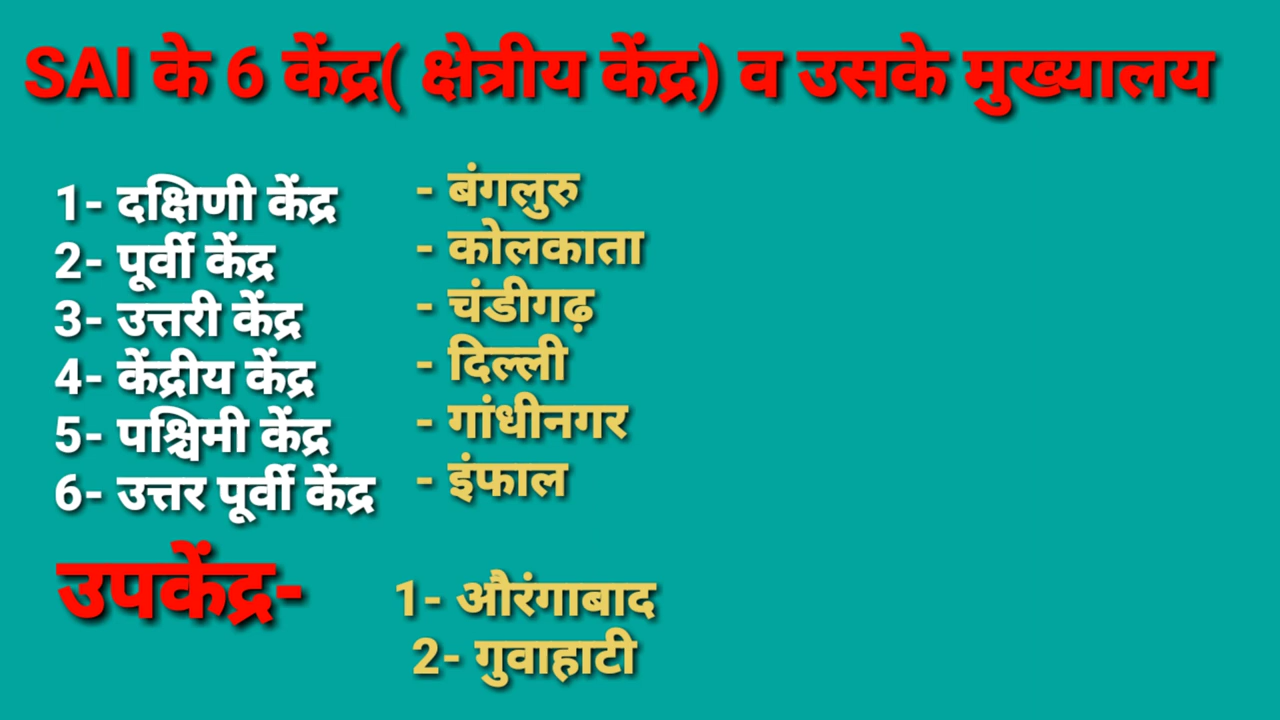 SAI के 6 केंद्र( क्षेत्रीय केंद्र) व उसके मुख्यालय
1- दक्षिणी केंद्र - बंगलुरु
2- पूर्वी केंद्र - कोलकाता
3- उत्तरी केंद्र - चंडीगढ़
4- केंद्रीय केंद्र - दिल्ली
5- पश्चिमी केंद्र - गांधीनगर
6- उत्तर पूर्वी केंद्र - इंफाल
उपकेंद्र- 1- औरंगाबाद
2- गुवाहाटी